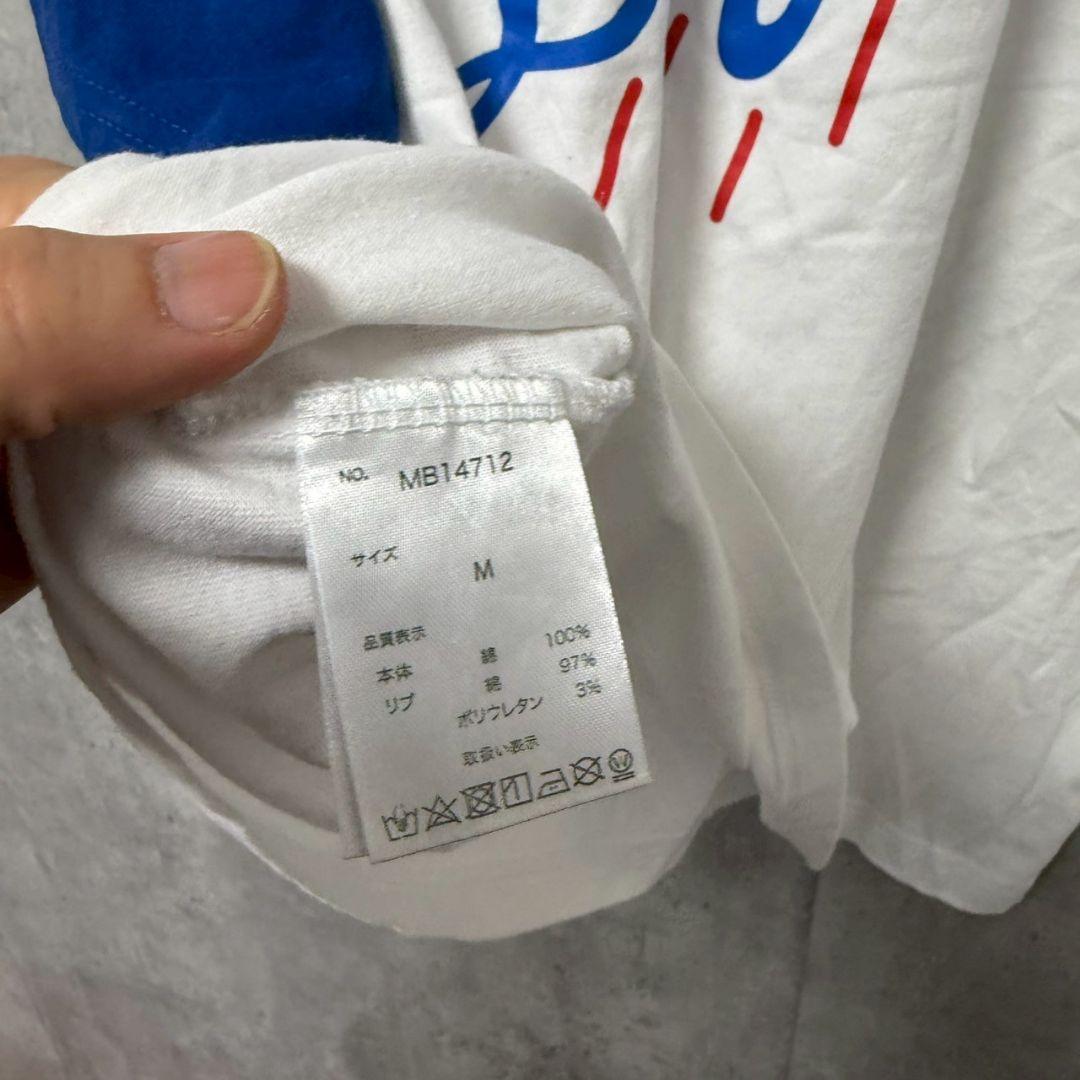 NO. MB14712
サイズ
M
品質表示
本体 綿 100%
リブ 綿 97%
ポリウレタン 3%
取扱い表示
W